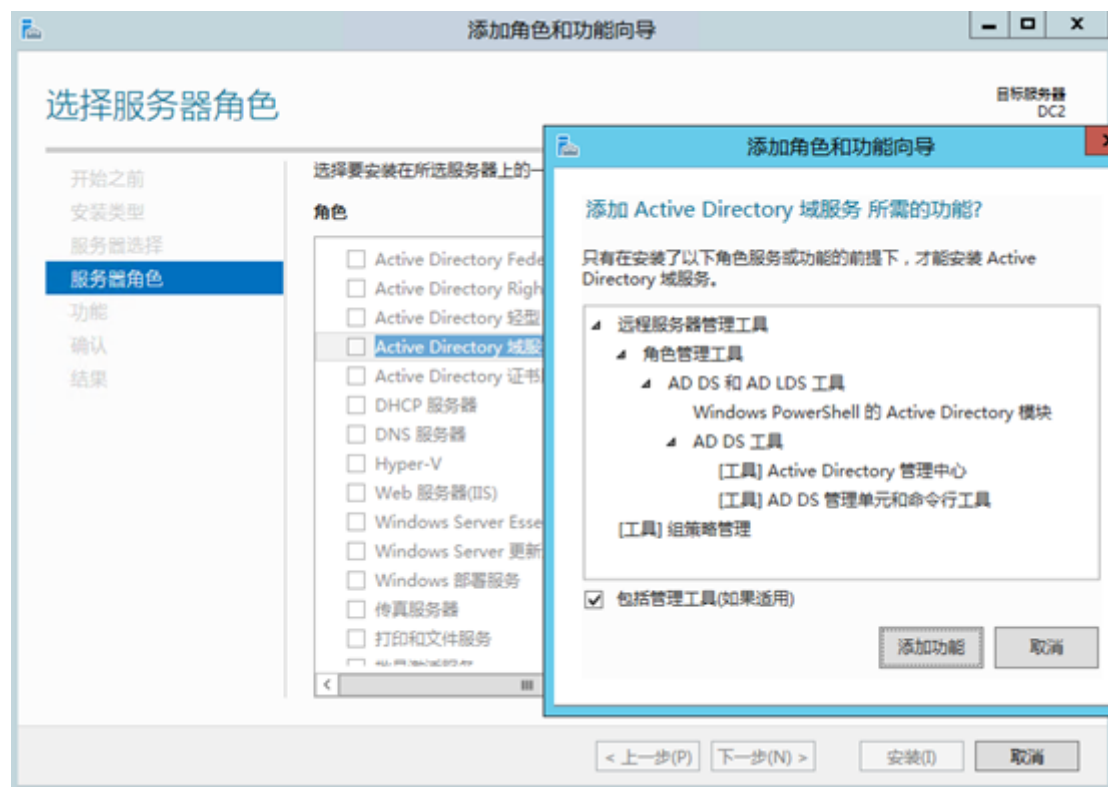 添加角色和功能向导
选择服务器角色
目标服务器
DC2
开始之前
安装类型
服务器选择
服务器角色
功能
确认
结果
选择要安装在所选服务器上的一
角色
Active Directory Fede
Active Directory Righ
Active Directory 轻型
Active Directory 域服
Active Directory 证书
DHCP 服务器
DNS 服务器
Hyper-V
Web 服务器(IIS)
Windows Server Esse
Windows Server 更新
Windows 部署服务
传真服务器
打印和文件服务
添加角色和功能向导
添加 Active Directory 域服务 所需的功能?
只有在安装了以下角色服务或功能的前提下，才能安装 Active
Directory 域服务。
远程服务器管理工具
角色管理工具
AD DS 和 AD LDS 工具
Windows PowerShell 的 Active Directory 模块
AD DS 工具
[工具] Active Directory 管理中心
[工具] AD DS 管理单元和命令行工具
[工具] 组策略管理
包括管理工具(如果适用)
添加功能
取消
< 上一步(P)
下一步(N) >
安装(I)
取消